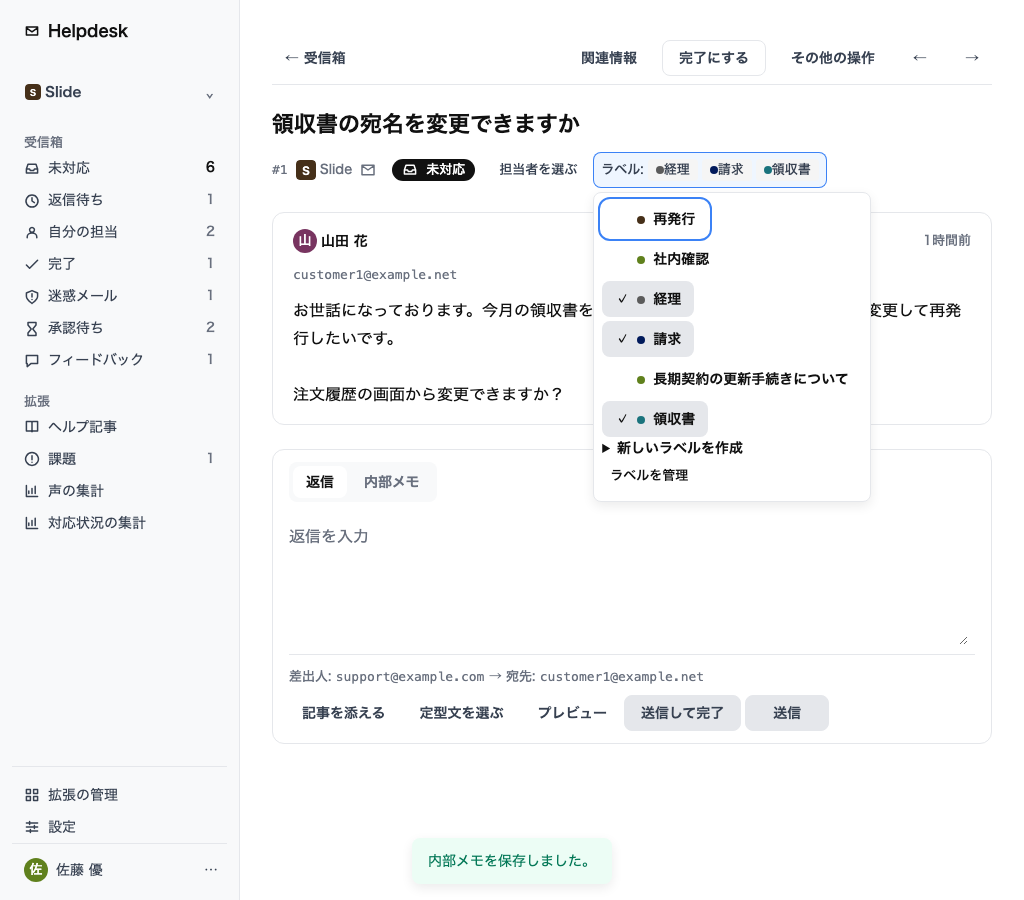 Helpdesk
S Slide
受信箱
未対応 6
返信待ち 1
自分の担当 2
完了 1
迷惑メール 1
承認待ち 2
フィードバック 1
拡張
ヘルプ記事
課題 1
声の集計
対応状況の集計
拡張の管理
設定
佐 佐藤 優 …
← 受信箱 関連情報 完了にする その他の操作 ← →
領収書の宛名を変更できますか
#1 S Slide 未対応 担当者を選ぶ ラベル: 経理 請求 領収書
再発行
社内確認
✓ 経理
✓ 請求
長期契約の更新手続きについて
✓ 領収書
▶ 新しいラベルを作成
ラベルを管理
山 山田 花 1時間前
customer1@example.net
お世話になっております。今月の領収書を 変更して再発
行したいです。
注文履歴の画面から変更できますか？
返信 内部メモ
返信を入力
差出人: support@example.com → 宛先: customer1@example.net
記事を添える 定型文を選ぶ プレビュー 送信して完了 送信
内部メモを保存しました。